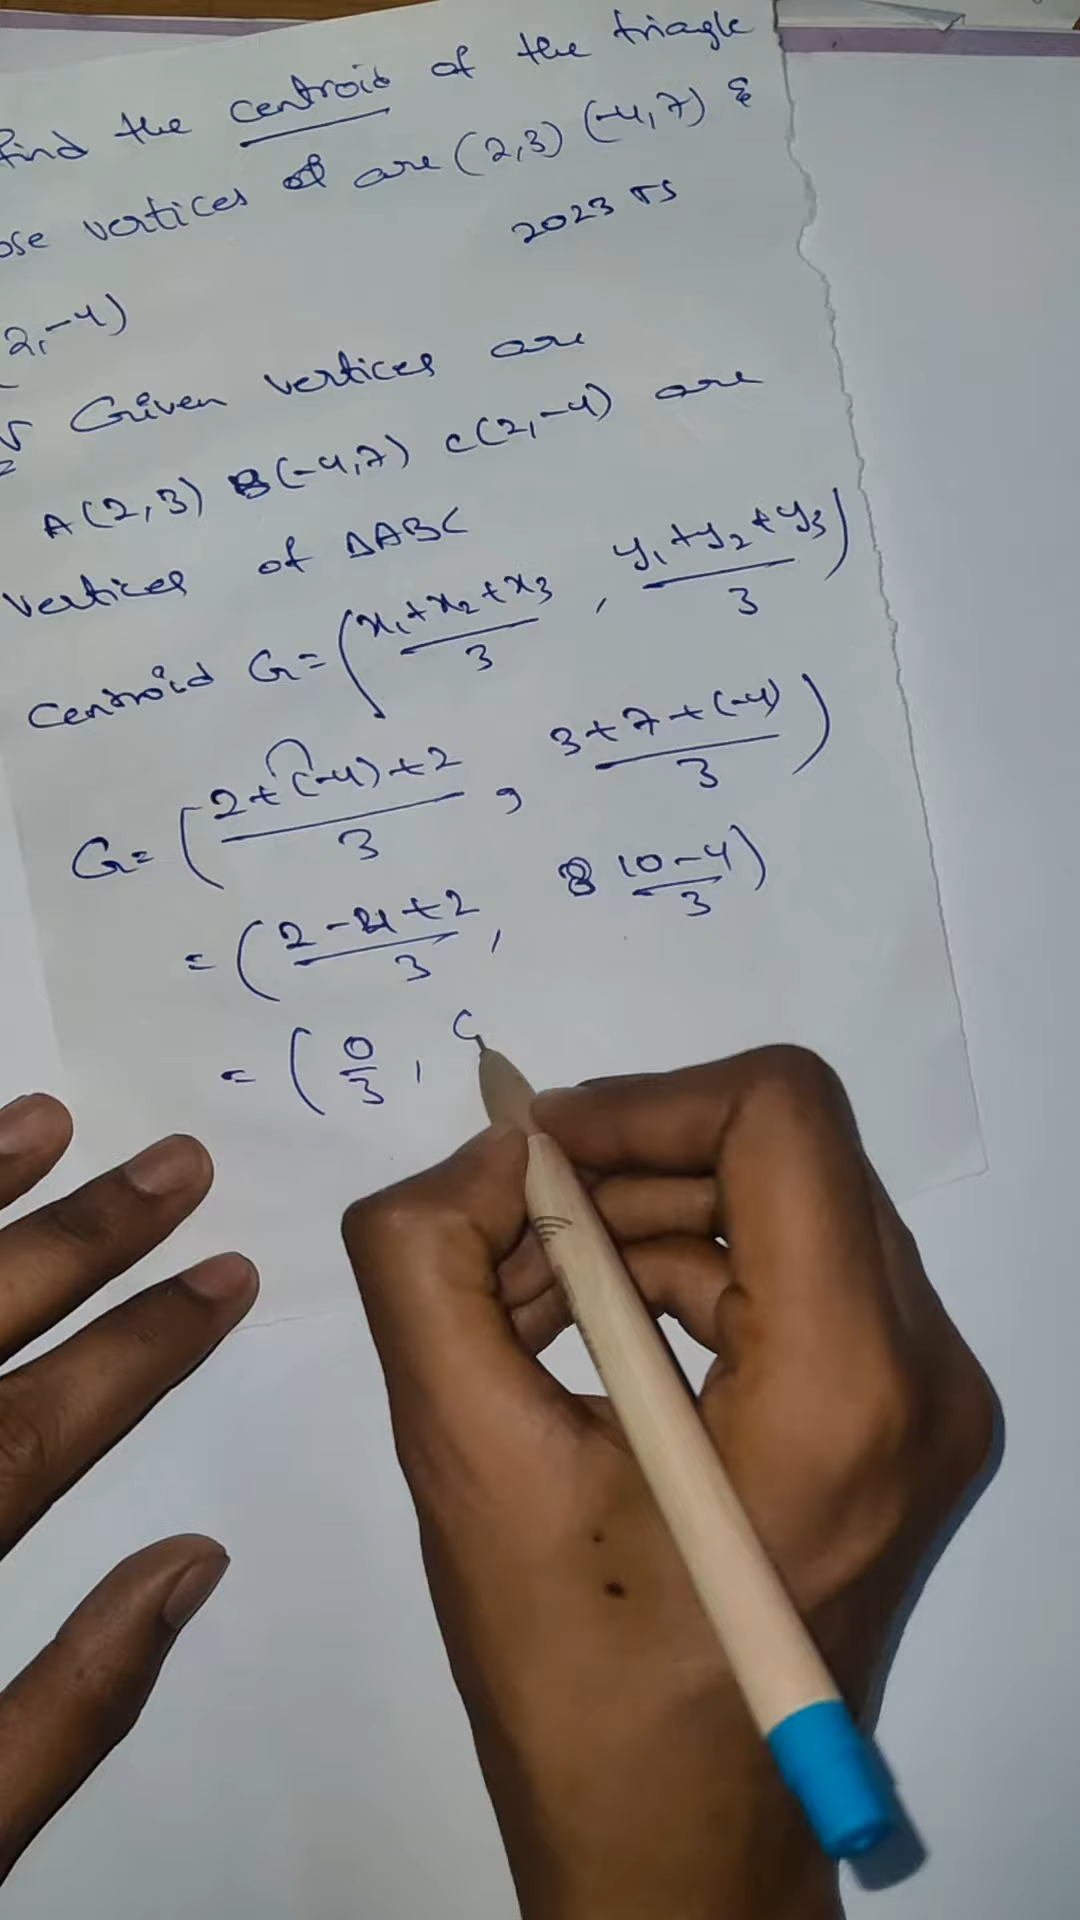 find the centroid of the triagle
ose vertices of are (2,3) (-4,7) &
2023 TS
2,-4)
Given vertices are
A(2,3) B(-4,7) C(2,-4) are
vertices of ΔABC
Centroid G=(x₁+x₂+x₃/3, y₁+y₂+y₃/3)
G=(2+(-4)+2/3, 3+7+(-4)/3)
=(2-4+2/3, 10-4/3)
=(0/3,